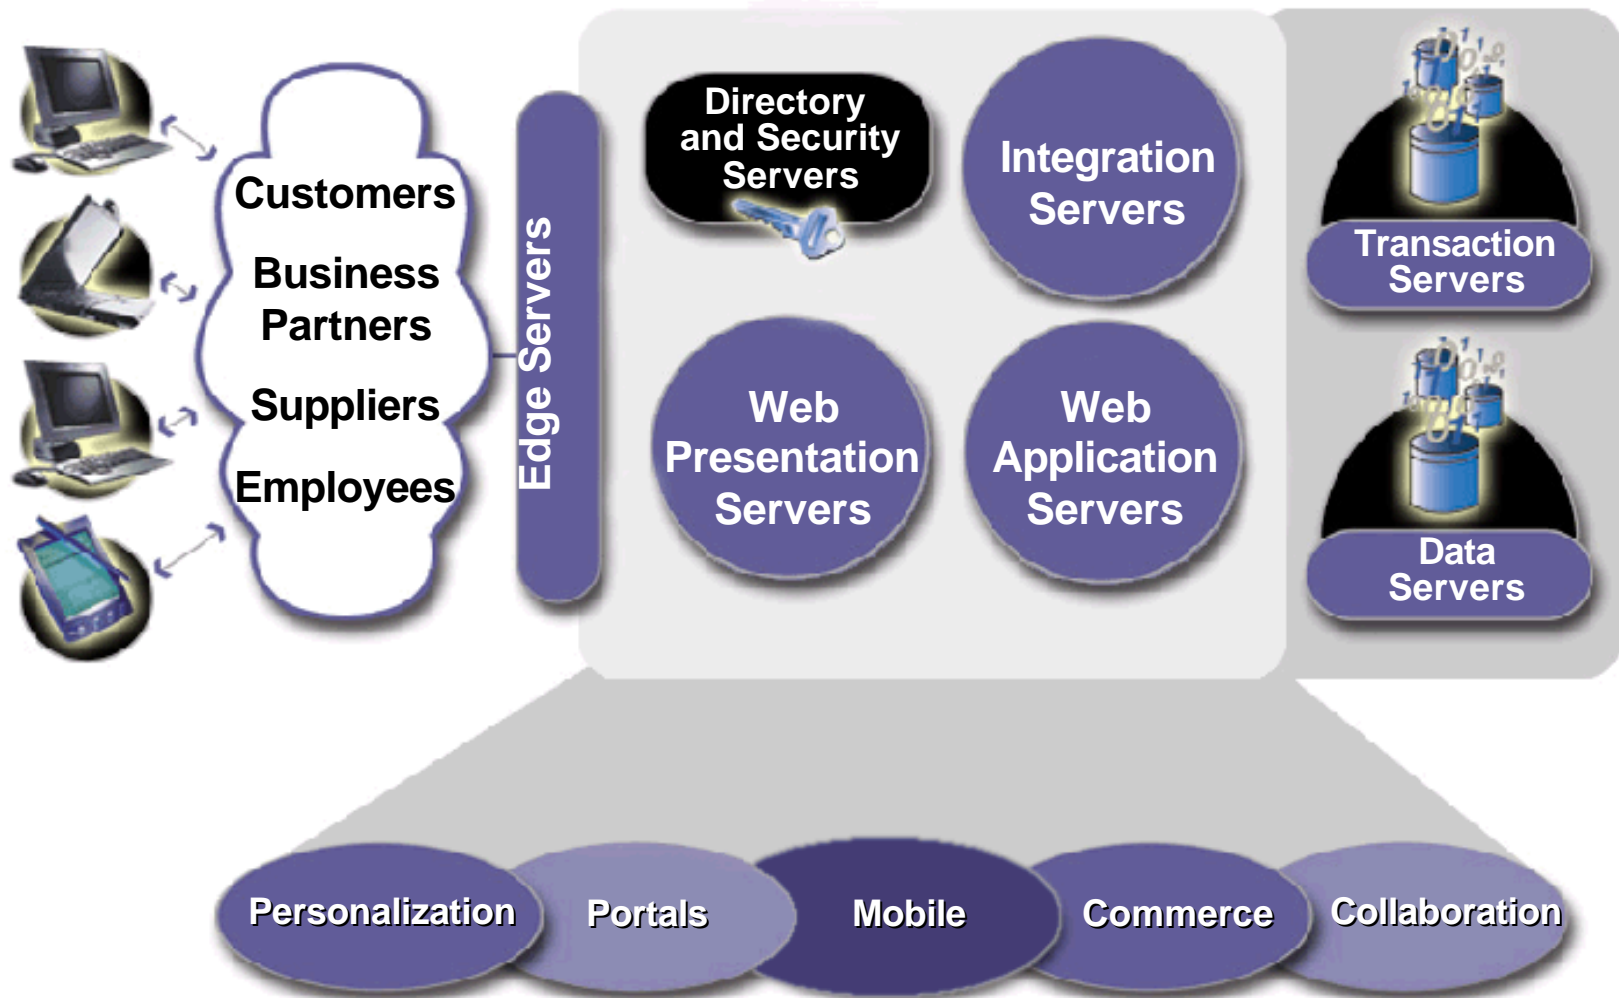 Customers
Business
Partners
Suppliers
Employees
Edge Servers
Directory
and Security
Servers
Integration
Servers
Web
Presentation
Servers
Web
Application
Servers
Transaction
Servers
Data
Servers
Personalization
Portals
Mobile
Commerce
Collaboration